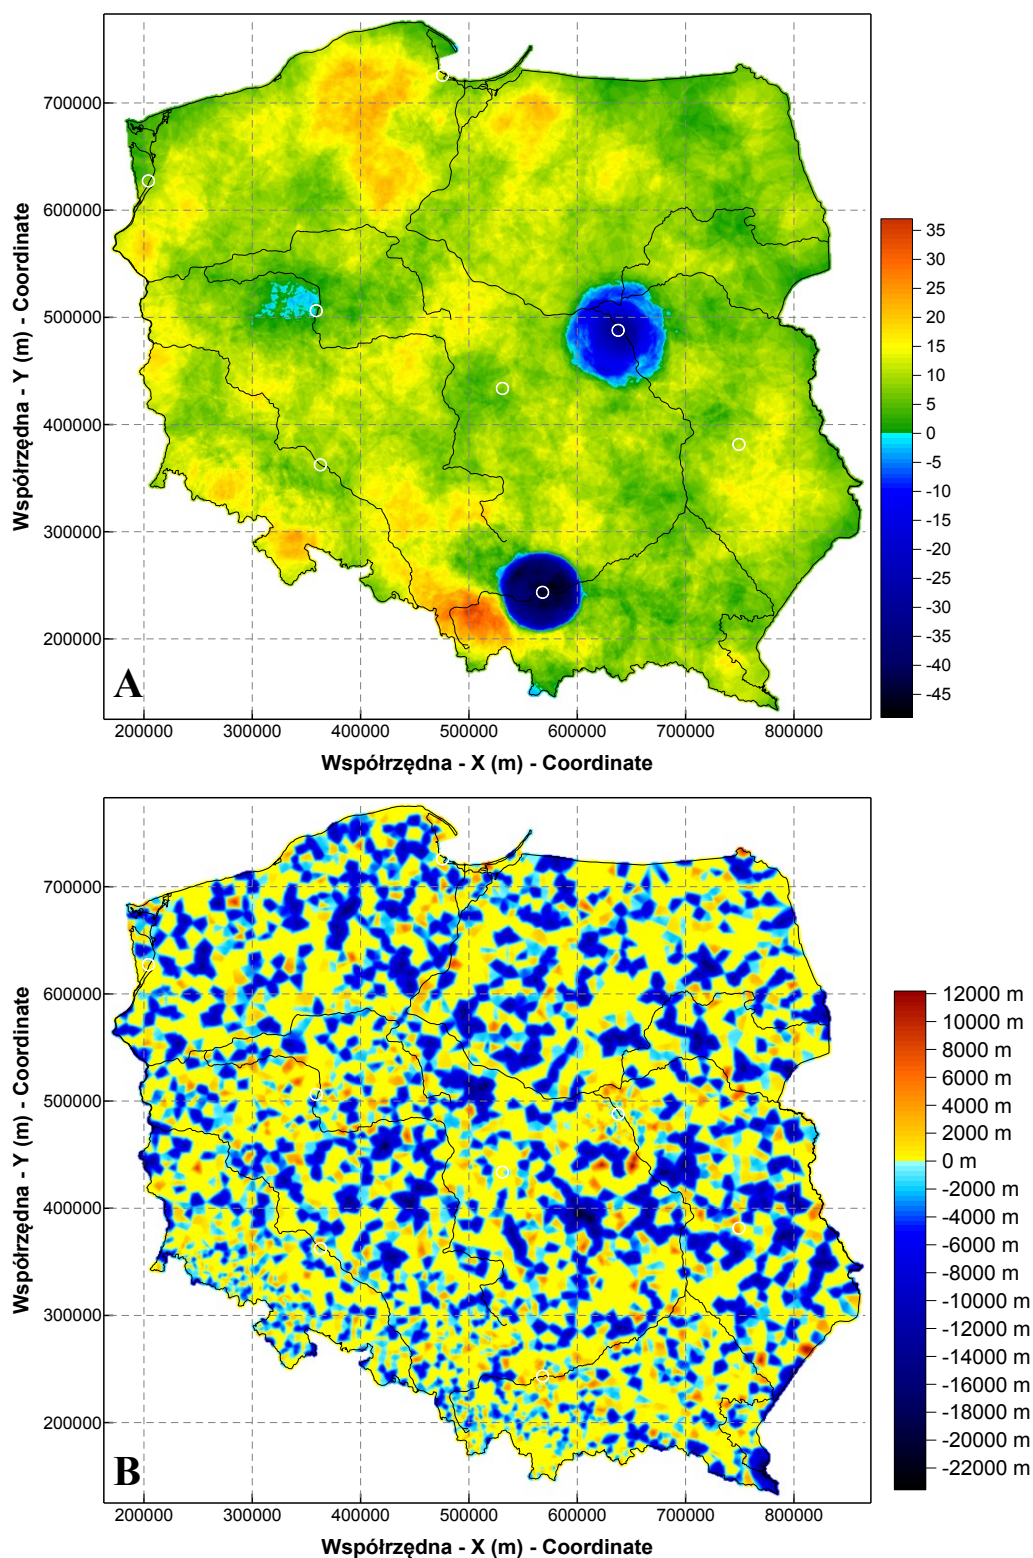 700000
600000
500000
400000
300000
200000
Współrzędna - Y (m) - Coordinate
A
200000 300000 400000 500000 600000 700000 800000
Współrzędna - X (m) - Coordinate
35
30
25
20
15
10
5
0
-5
-10
-15
-20
-25
-30
-35
-40
-45
700000
600000
500000
400000
300000
200000
Współrzędna - Y (m) - Coordinate
B
200000 300000 400000 500000 600000 700000 800000
Współrzędna - X (m) - Coordinate
12000 m
10000 m
8000 m
6000 m
4000 m
2000 m
0 m
-2000 m
-4000 m
-6000 m
-8000 m
-10000 m
-12000 m
-14000 m
-16000 m
-18000 m
-20000 m
-22000 m